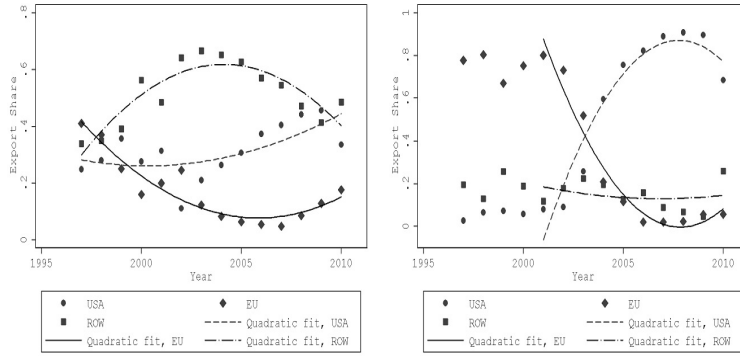 .8
.6
.4
.2
0
Export Share
1995
2000
2005
2010
Year
USA
EU
ROW
Quadratic fit, USA
Quadratic fit, EU
Quadratic fit, ROW
1
.8
.6
.4
.2
0
Export Share
1995
2000
2005
2010
Year
USA
EU
ROW
Quadratic fit, USA
Quadratic fit, EU
Quadratic fit, ROW